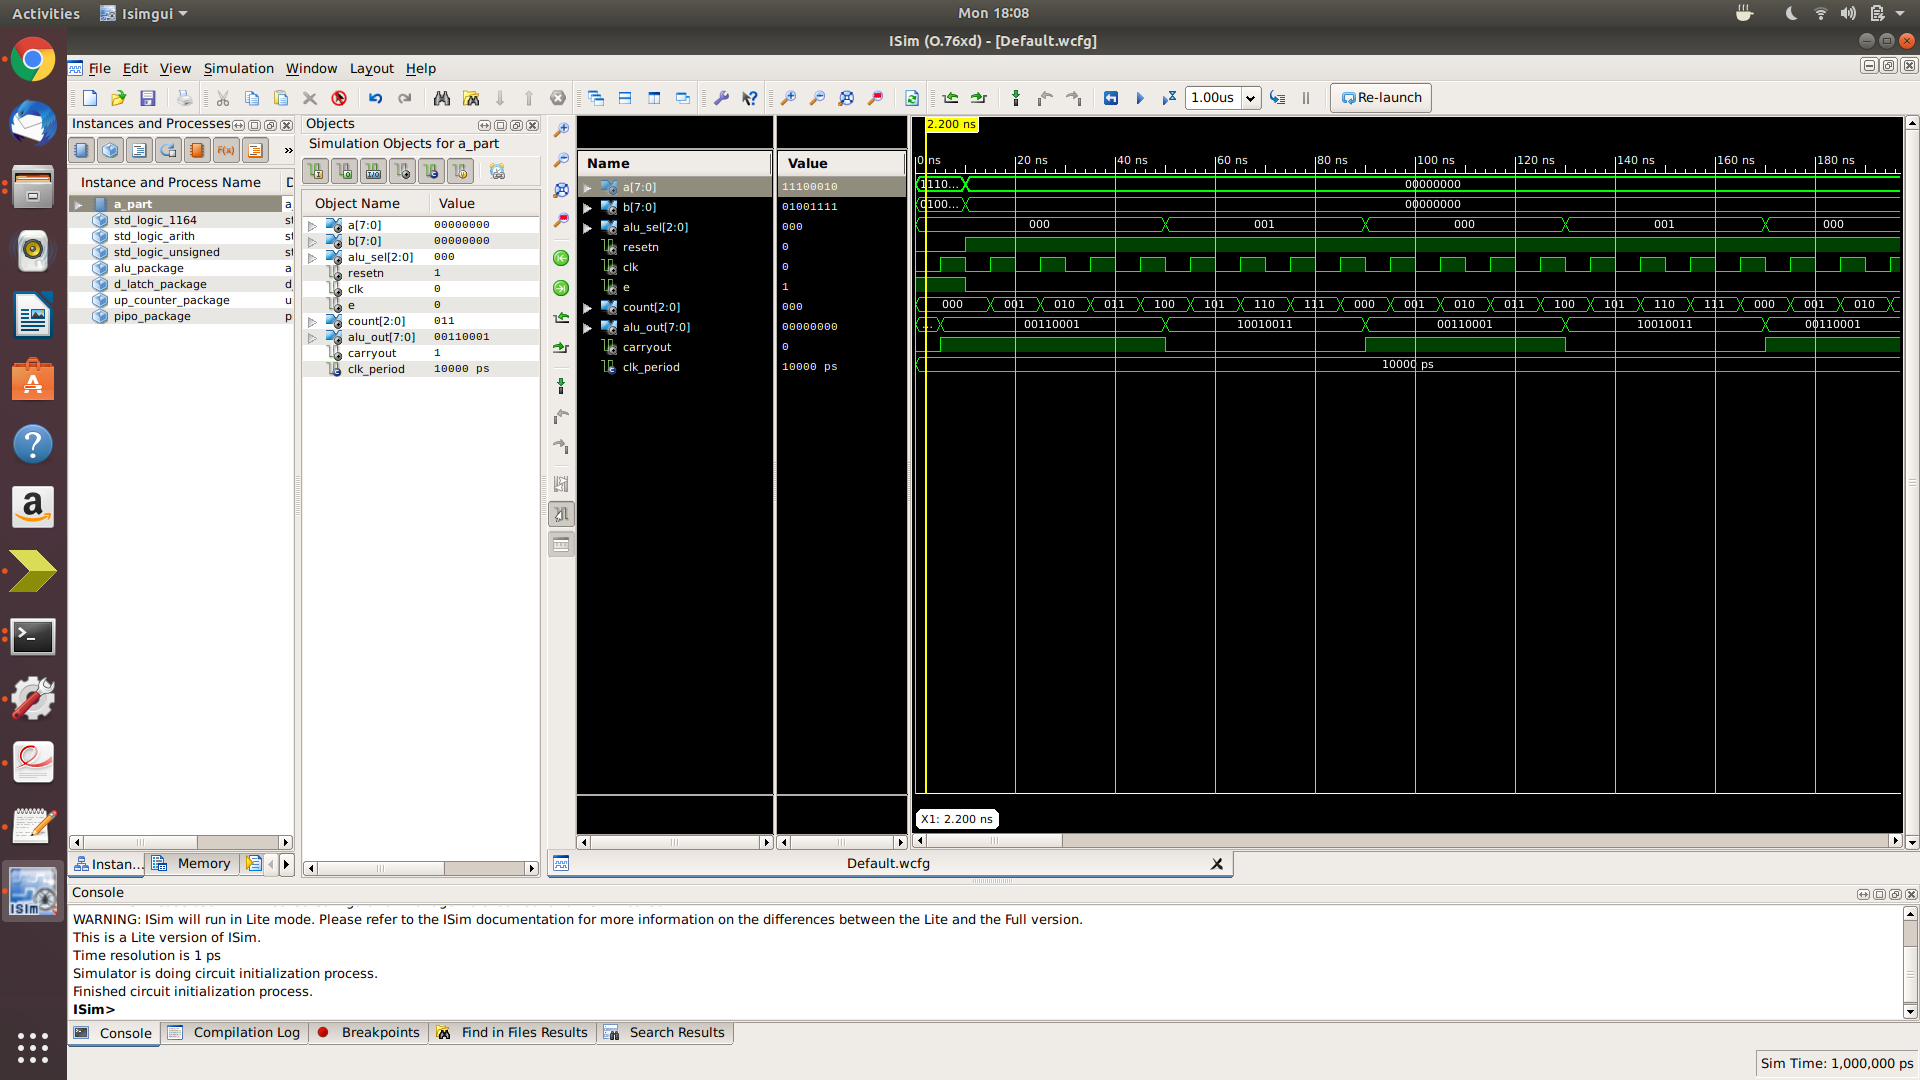 Activities Isimgui Mon 18:08
ISim (O.76xd) - [Default.wcfg]
File Edit View Simulation Window Layout Help
1.00us Re-launch
Instances and Processes
Instance and Process Name D
a_part a
std_logic_1164 st
std_logic_arith st
std_logic_unsigned st
alu_package a
d_latch_package d
up_counter_package u
pipo_package p
Instan... Memory
Objects
Simulation Objects for a_part
Object Name Value
a[7:0] 00000000
b[7:0] 00000000
alu_sel[2:0] 000
resetn 1
clk 0
e 0
count[2:0] 011
alu_out[7:0] 00110001
carryout 1
clk_period 10000 ps
Name Value
a[7:0] 11100010
b[7:0] 01001111
alu_sel[2:0] 000
resetn 0
clk 0
e 1
count[2:0] 000
alu_out[7:0] 00000000
carryout 0
clk_period 10000 ps
2.200 ns
0 ns 20 ns 40 ns 60 ns 80 ns 100 ns 120 ns 140 ns 160 ns 180 ns
1110... 00000000
0100... 00000000
000 001 000 001 000
000 001 010 011 100 101 110 111 000 001 010 011 100 101 110 111 000 001 010
... 00110001 10010011 00110001 10010011 00110001
10000 ps
X1: 2.200 ns
Default.wcfg
Console
WARNING: ISim will run in Lite mode. Please refer to the ISim documentation for more information on the differences between the Lite and the Full version.
This is a Lite version of ISim.
Time resolution is 1 ps
Simulator is doing circuit initialization process.
Finished circuit initialization process.
ISim>
Console Compilation Log Breakpoints Find in Files Results Search Results
Sim Time: 1,000,000 ps